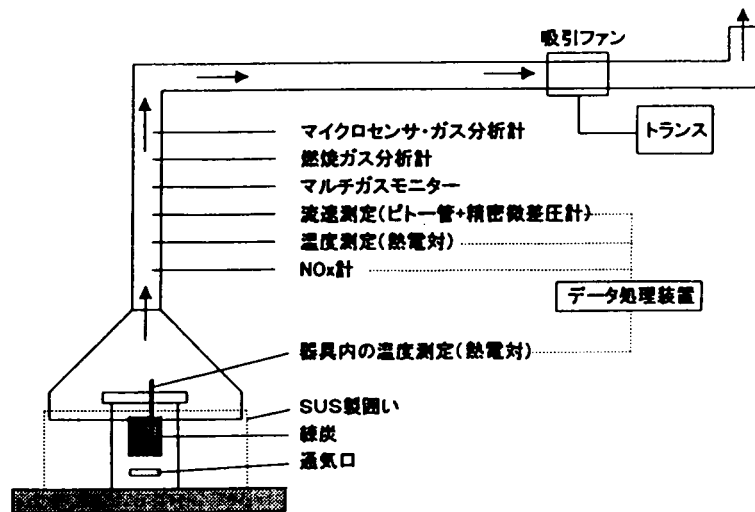 吸引ファン
トランス
マイクロセンサ・ガス分析計
燃焼ガス分析計
マルチガスモニター
流速測定(ピトー管+精密微差圧計)
温度測定(熱電対)
NOx計
データ処理装置
器具内の温度測定(熱電対)
SUS製囲い
練炭
通気口